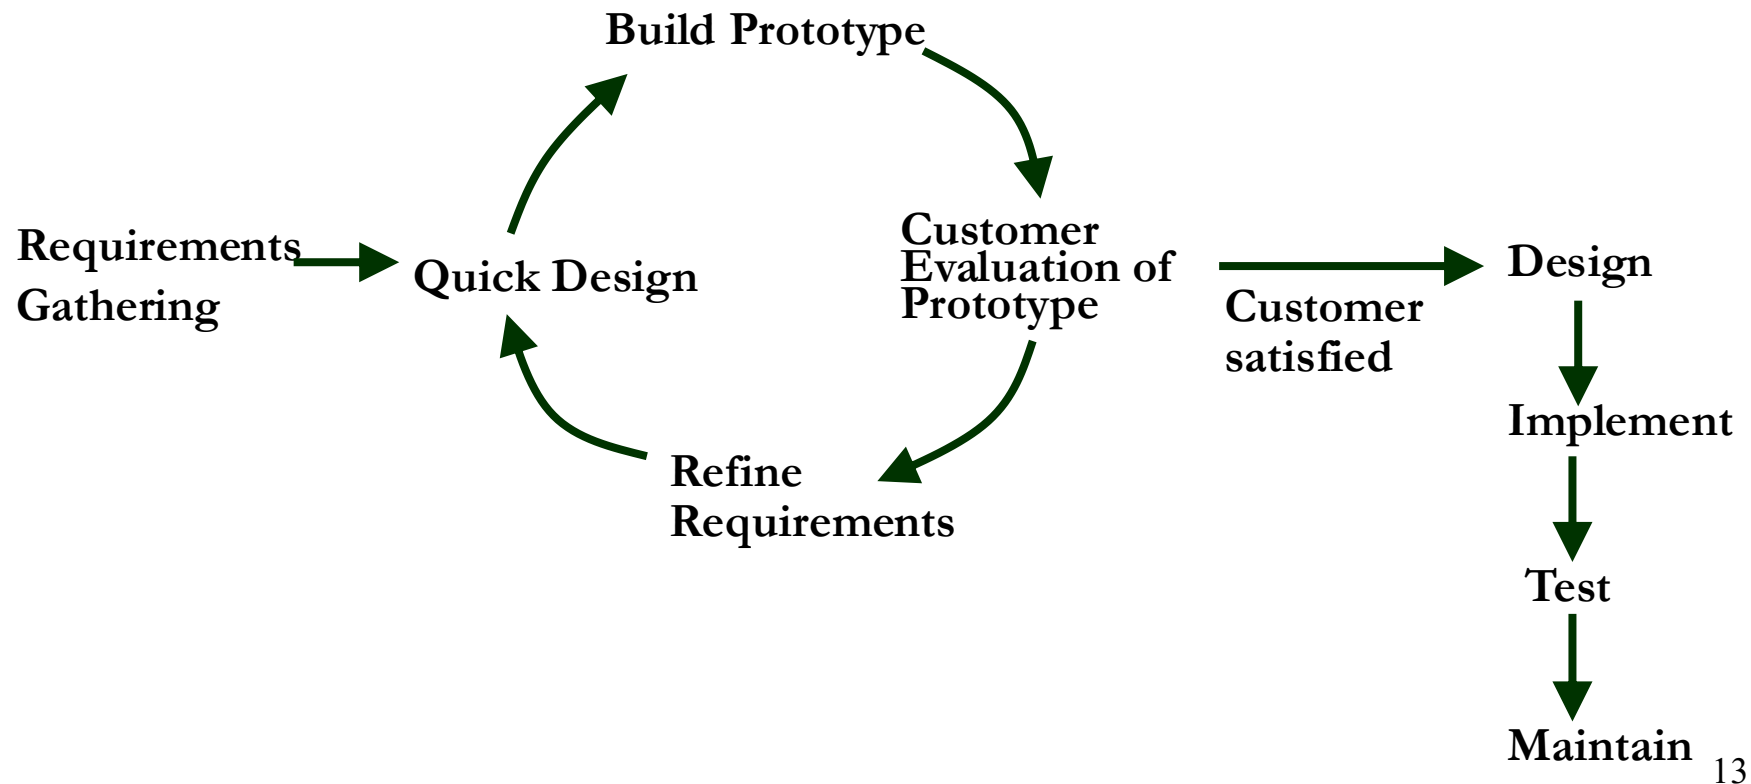 Build Prototype
Requirements
Gathering
Quick Design
Customer
Evaluation of
Prototype
Customer
satisfied
Refine
Requirements
Design
Implement
Test
Maintain
13